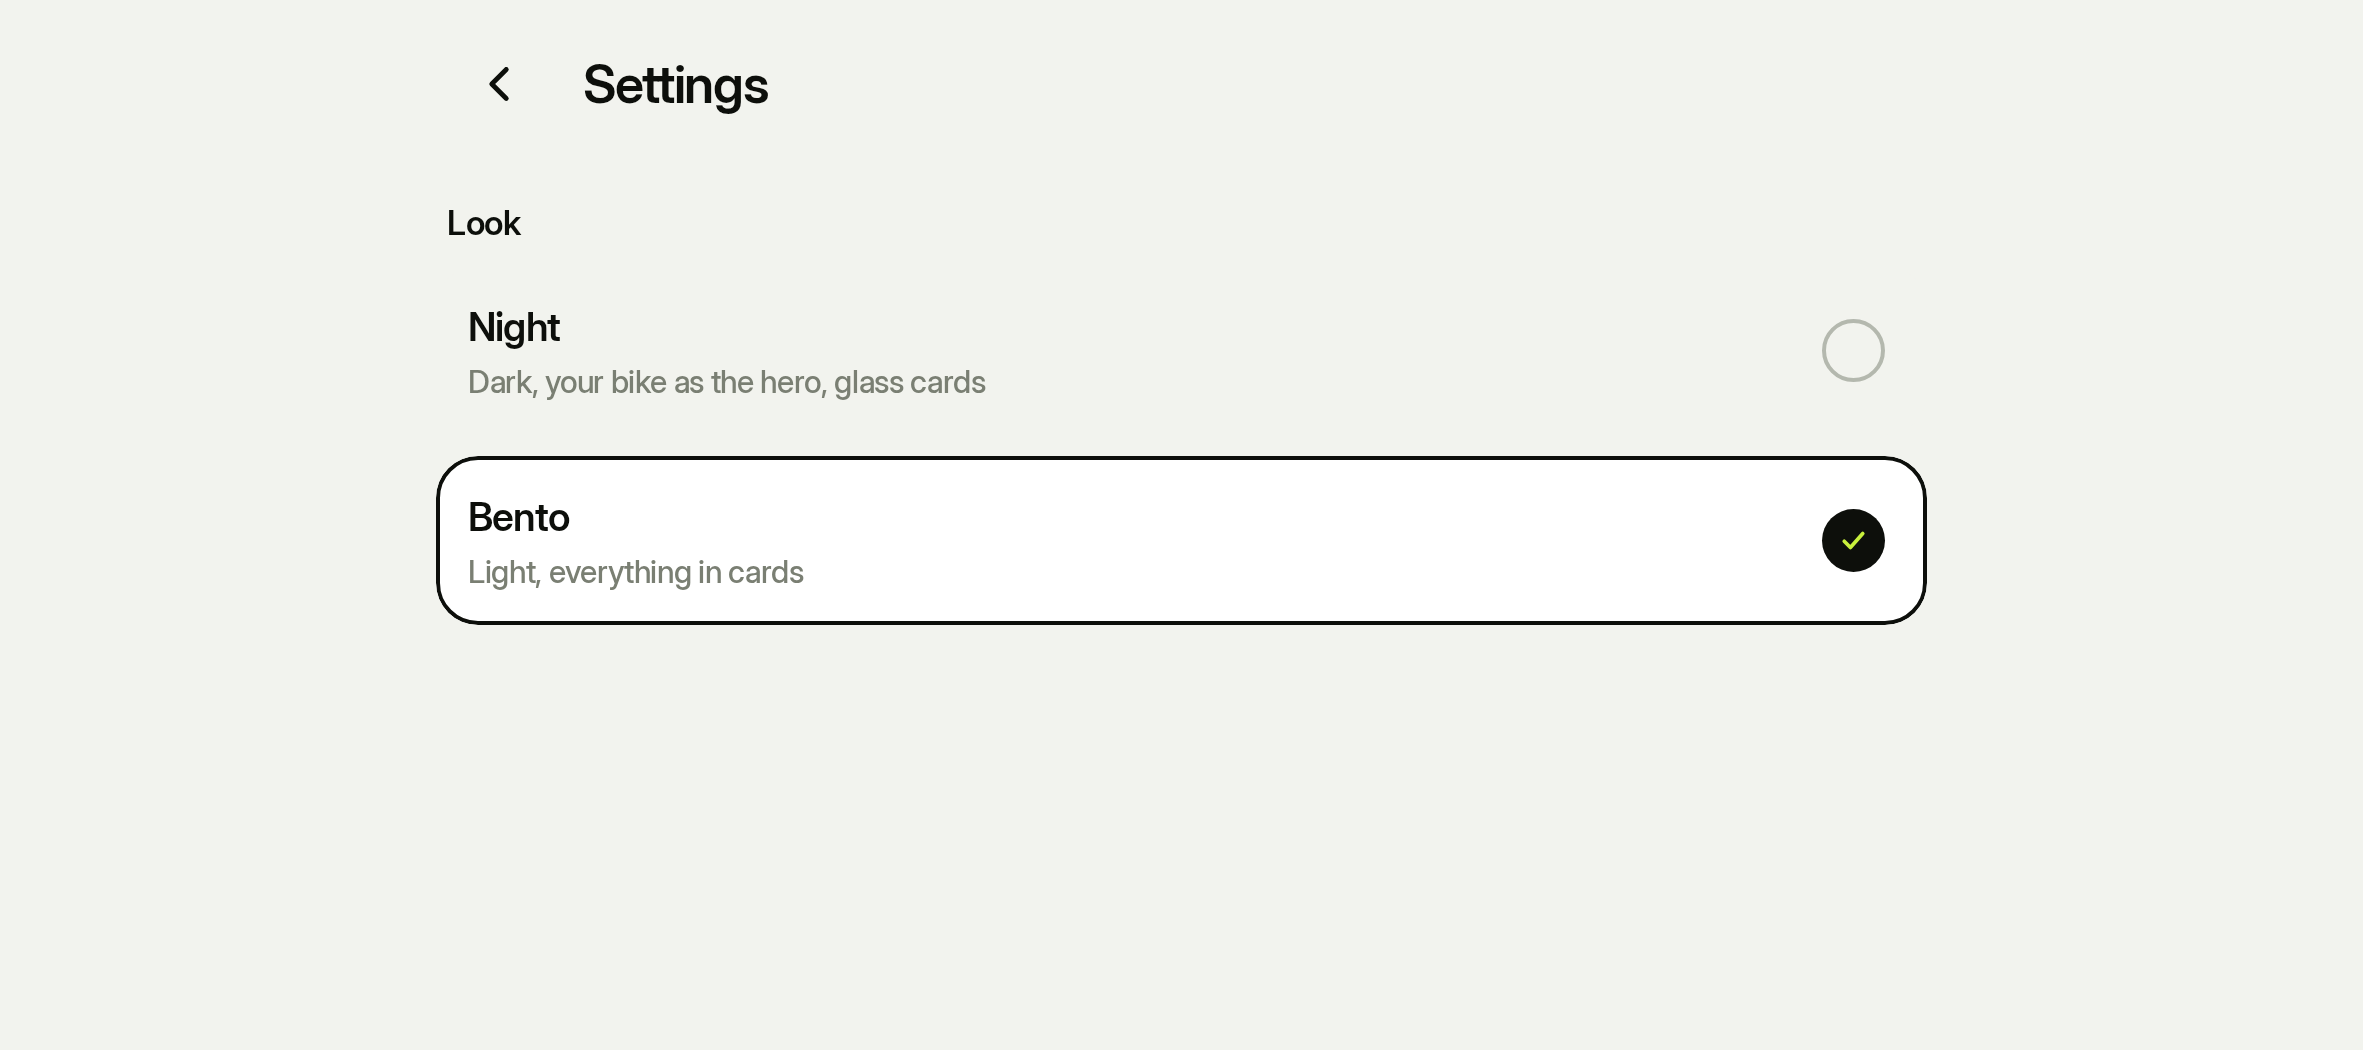 Settings
Look
Night
Dark, your bike as the hero, glass cards
Bento
Light, everything in cards